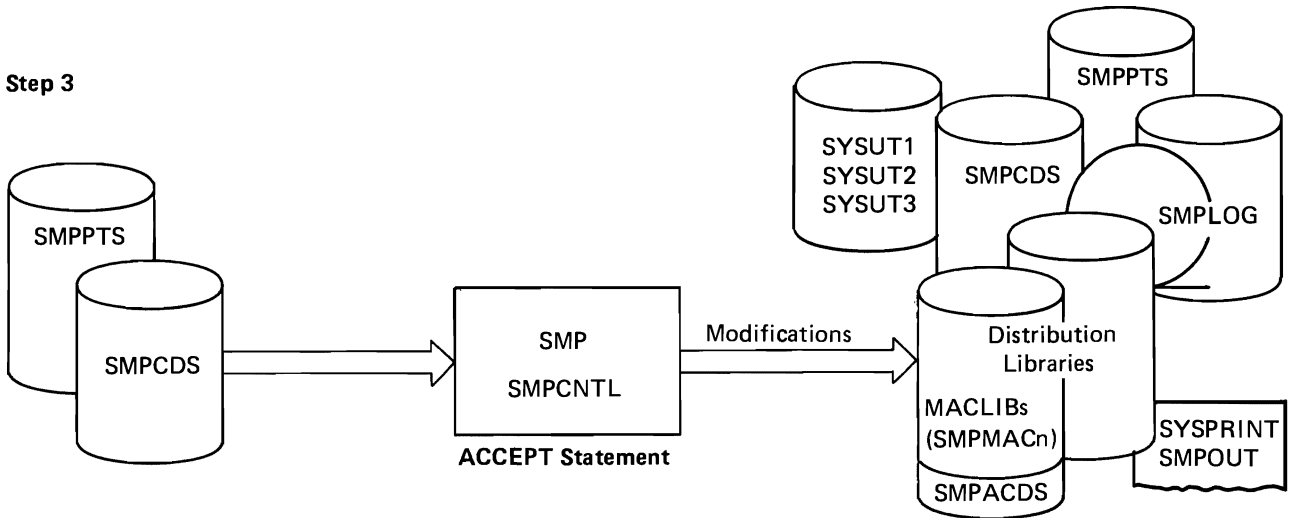 Step 3
SMPPTS
SMPCDS
SMP
SMPCNTL
ACCEPT Statement
Modifications
SYSUT1
SYSUT2
SYSUT3
SMPCDS
SMPPTS
SMPLOG
Distribution
Libraries
MACLIBs
(SMPMACn)
SMPACDS
SYSPRINT
SMPOUT